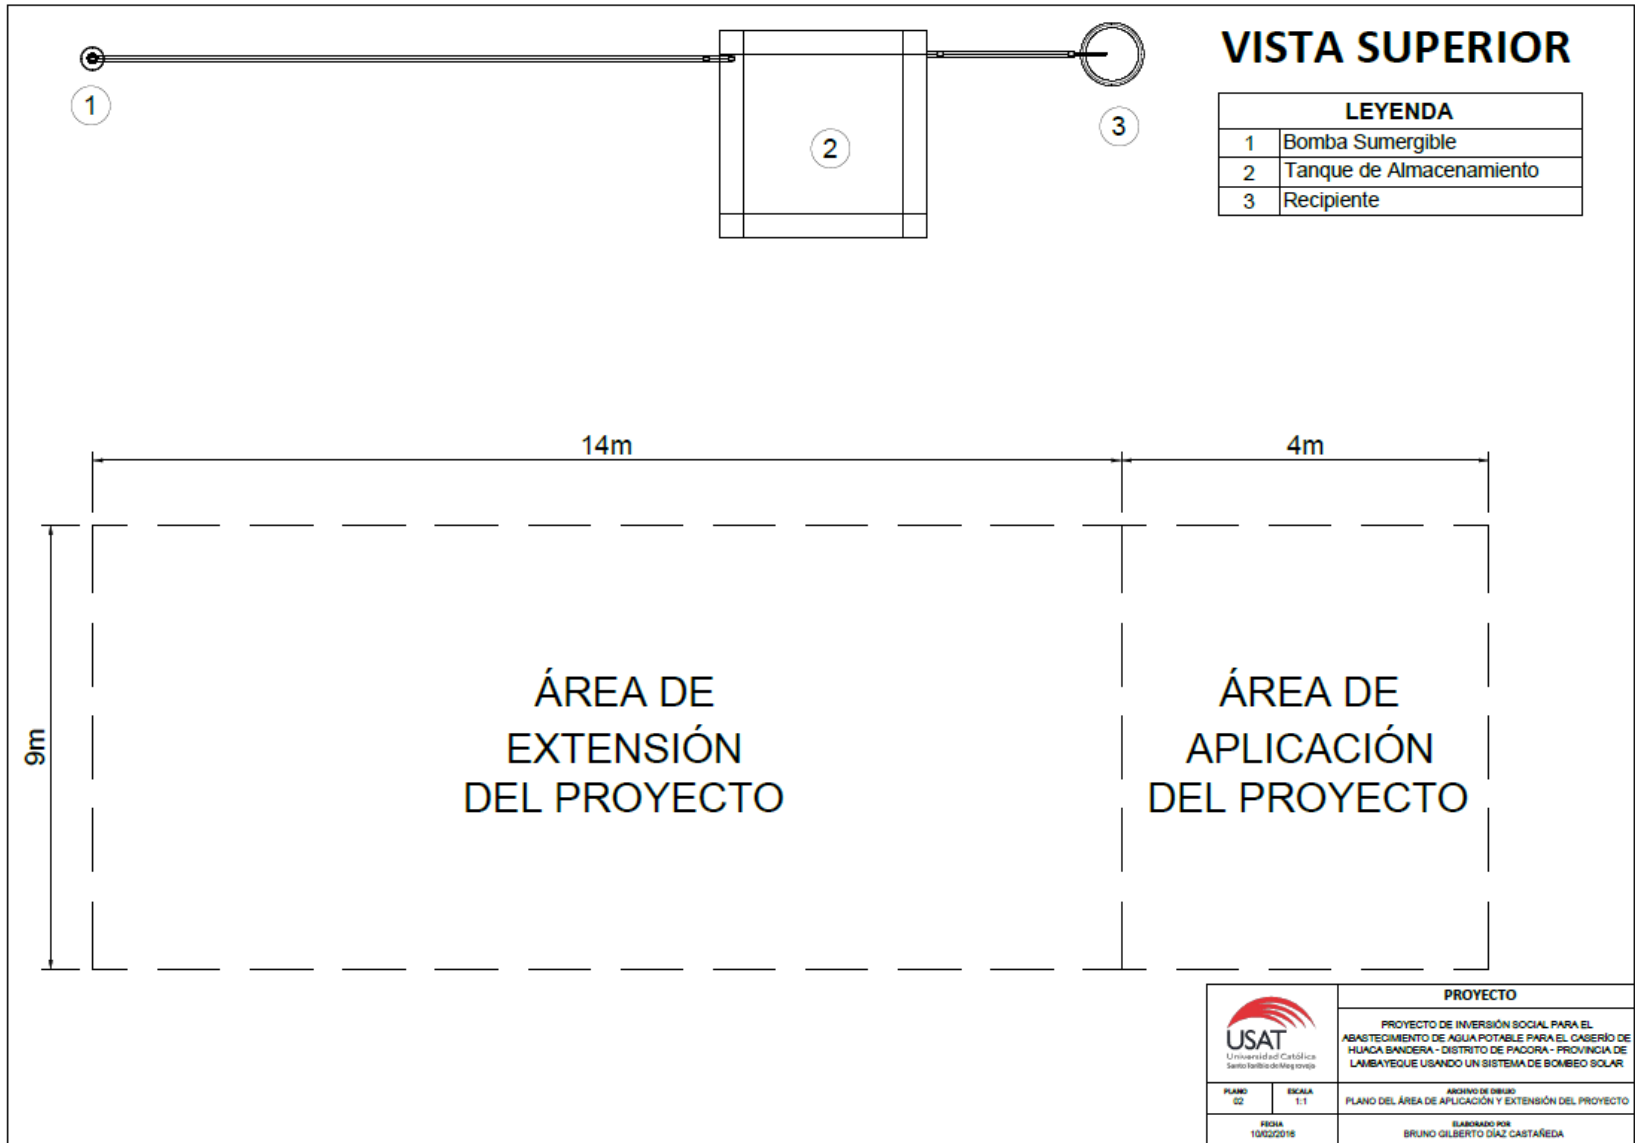 VISTA SUPERIOR
1
2
3
LEYENDA
1 Bomba Sumergible
2 Tanque de Almacenamiento
3 Recipiente
14m
4m
9m
ÁREA DE
EXTENSIÓN
DEL PROYECTO
ÁREA DE
APLICACIÓN
DEL PROYECTO
USAT
Universidad Católica
Santo Toribio de Mogrovejo
PROYECTO
PROYECTO DE INVERSIÓN SOCIAL PARA EL
ABASTECIMIENTO DE AGUA POTABLE PARA EL CASERÍO DE
HUACA BANDERA - DISTRITO DE PACORA - PROVINCIA DE
LAMBAYEQUE USANDO UN SISTEMA DE BOMBEO SOLAR
PLANO
02
ESCALA
1:1
ARCHIVO DE DIBUJO
PLANO DEL ÁREA DE APLICACIÓN Y EXTENSIÓN DEL PROYECTO
FECHA
10/02/2016
ELABORADO POR
BRUNO GILBERTO DÍAZ CASTAÑEDA